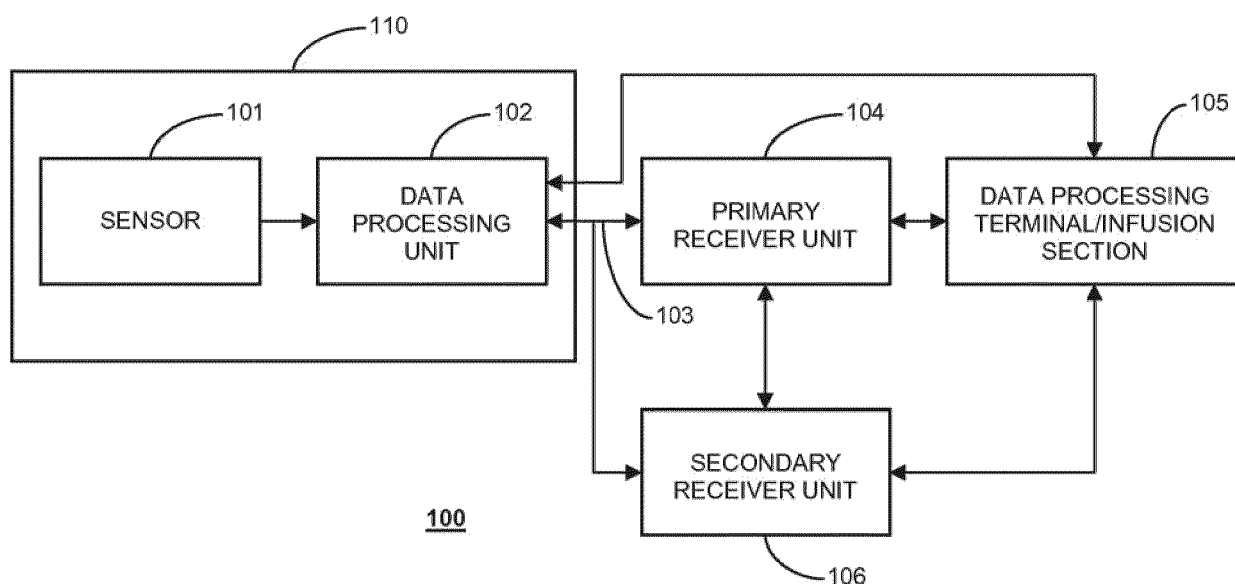 110
101
102
104
105
SENSOR
DATA
PROCESSING
UNIT
PRIMARY
RECEIVER UNIT
DATA PROCESSING
TERMINAL/INFUSION
SECTION
103
SECONDARY
RECEIVER UNIT
100
106